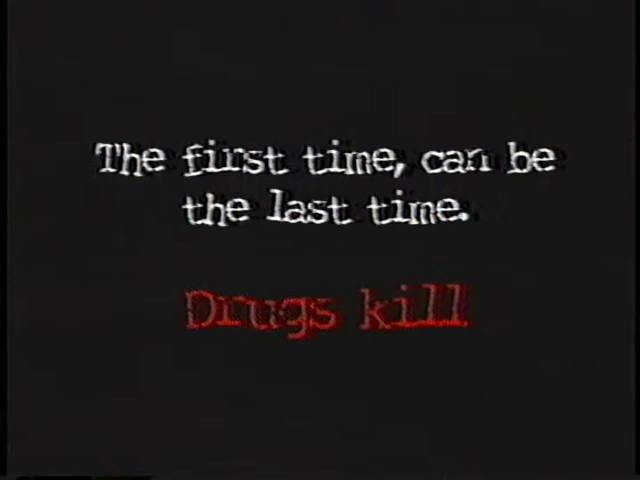 The first time, can be
the last time.
Drugs kill